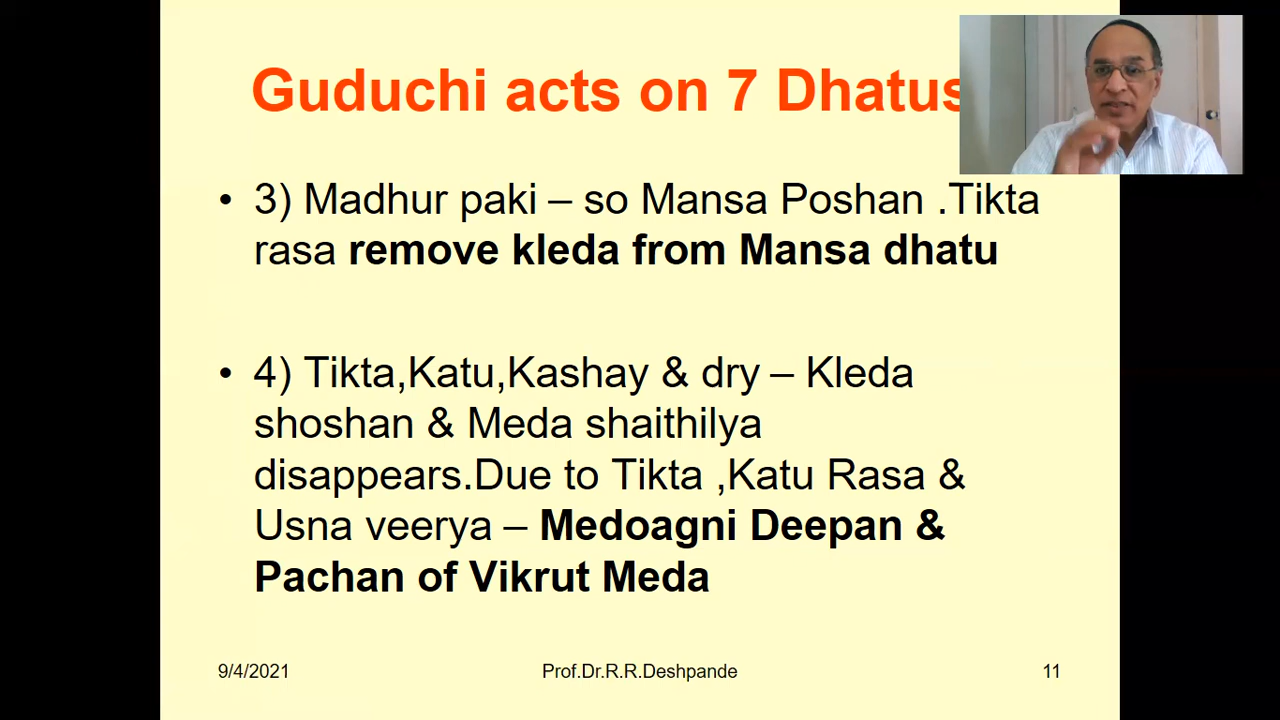 Guduchi acts on 7 Dhatus
• 3) Madhur paki – so Mansa Poshan .Tikta
rasa remove kleda from Mansa dhatu
• 4) Tikta,Katu,Kashay & dry – Kleda
shoshan & Meda shaithilya
disappears.Due to Tikta ,Katu Rasa &
Usna veerya – Medoagni Deepan &
Pachan of Vikrut Meda
9/4/2021 Prof.Dr.R.R.Deshpande 11